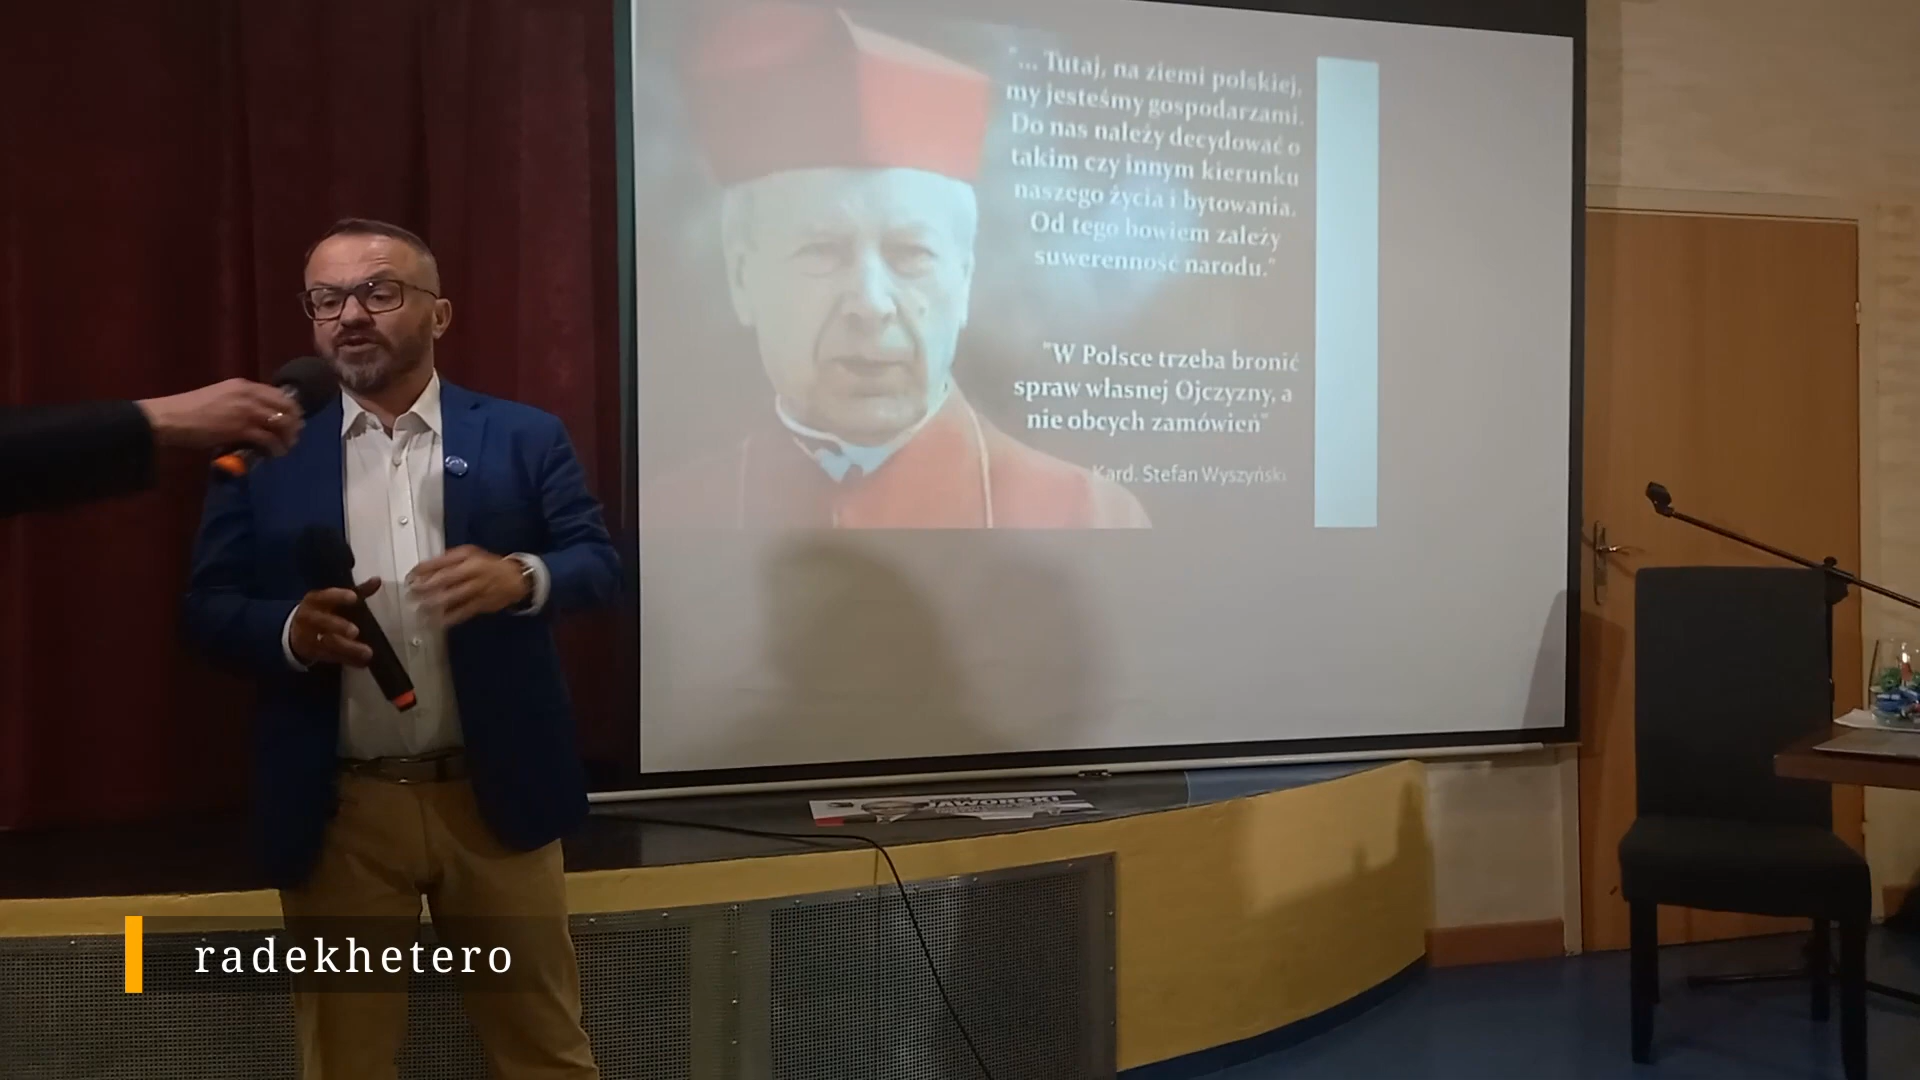 "... Tutaj, na ziemi polskiej,
my jesteśmy gospodarzami.
Do nas należy decydować o
takim czy innym kierunku
naszego życia i bytowania.
Od tego bowiem zależy
suwerenność narodu."
"W Polsce trzeba bronić
spraw własnej Ojczyzny, a
nie obcych zamówień"
Kard. Stefan Wyszyński
JAWORSKI
radekhetero